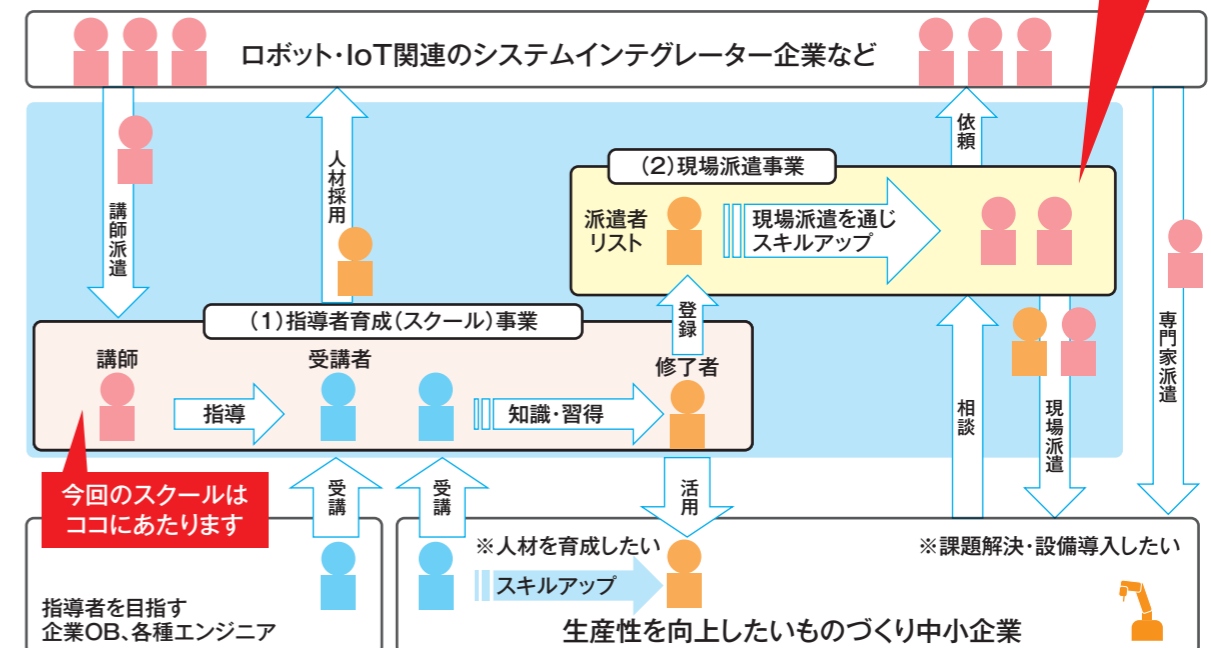 ロボット・IoT関連のシステムインテグレーター企業など
講師派遣
人材採用
依頼
専門家派遣
(2)現場派遣事業
派遣者
リスト
現場派遣を通じ
スキルアップ
登録
(1)指導者育成(スクール)事業
講師
指導
受講者
知識・習得
修了者
相談
現場派遣
今回のスクールは
ココにあたります
受講
受講
活用
指導者を目指す
企業OB、各種エンジニア
※人材を育成したい
スキルアップ
※課題解決・設備導入したい
生産性を向上したいものづくり中小企業